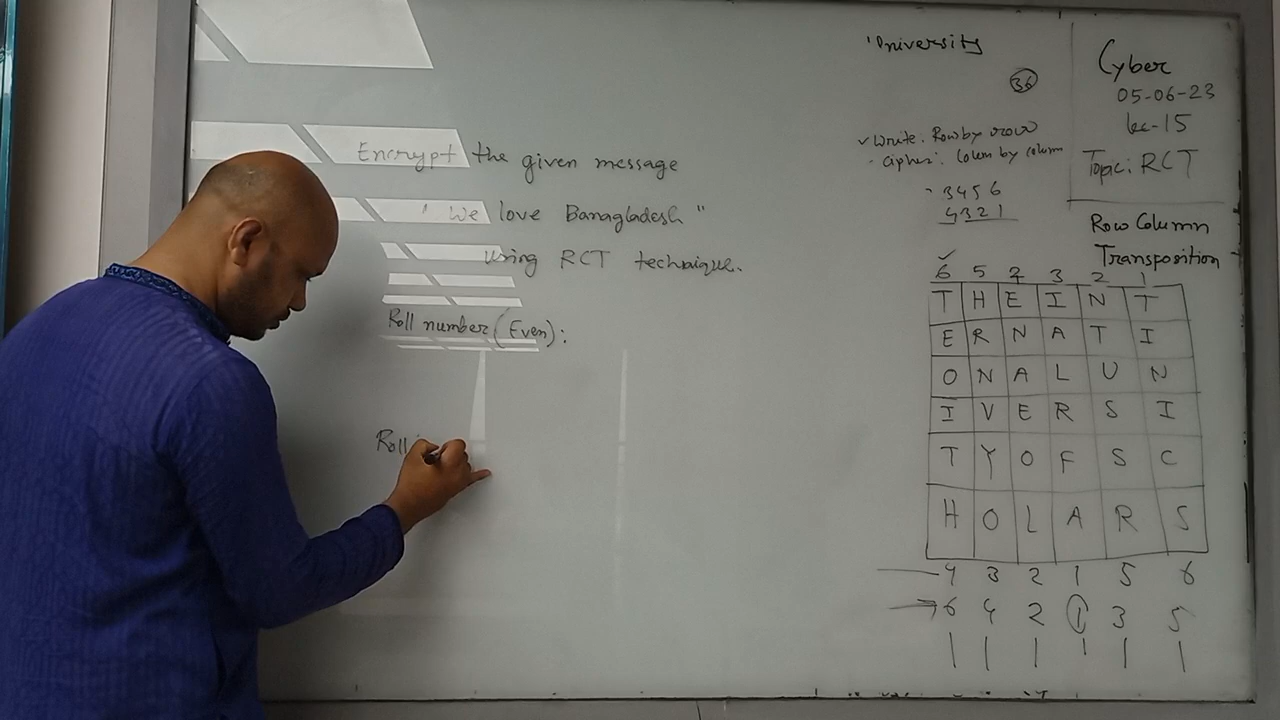 Encrypt the given message
" We love Banagladesh "
using RCT technique.
Roll number (Even):
Roll
'University
36
✓ Write: Row by row
- Cipher: Colum by column
- 3456
4321
Cyber
05-06-23
Lec-15
Topic: RCT
Row Column
Transposition
✓
6 5 4 3 2 1
T H E I N T
E R N A T I
O N A L U N
I V E R S I
T Y O F S C
H O L A R S
4 3 2 1 5 6
6 4 2 1 3 5